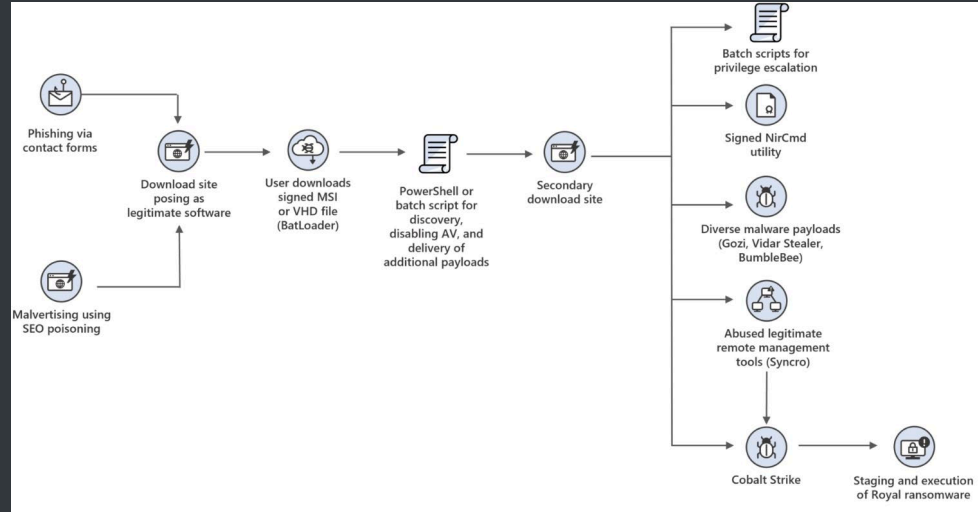 Phishing via
contact forms
Malvertising using
SEO poisoning
Download site
posing as
legitimate software
User downloads
signed MSI
or VHD file
(BatLoader)
PowerShell or
batch script for
discovery,
disabling AV, and
delivery of
additional payloads
Secondary
download site
Batch scripts for
privilege escalation
Signed NirCmd
utility
Diverse malware payloads
(Gozi, Vidar Stealer,
BumbleBee)
Abused legitimate
remote management
tools (Syncro)
Cobalt Strike
Staging and execution
of Royal ransomware